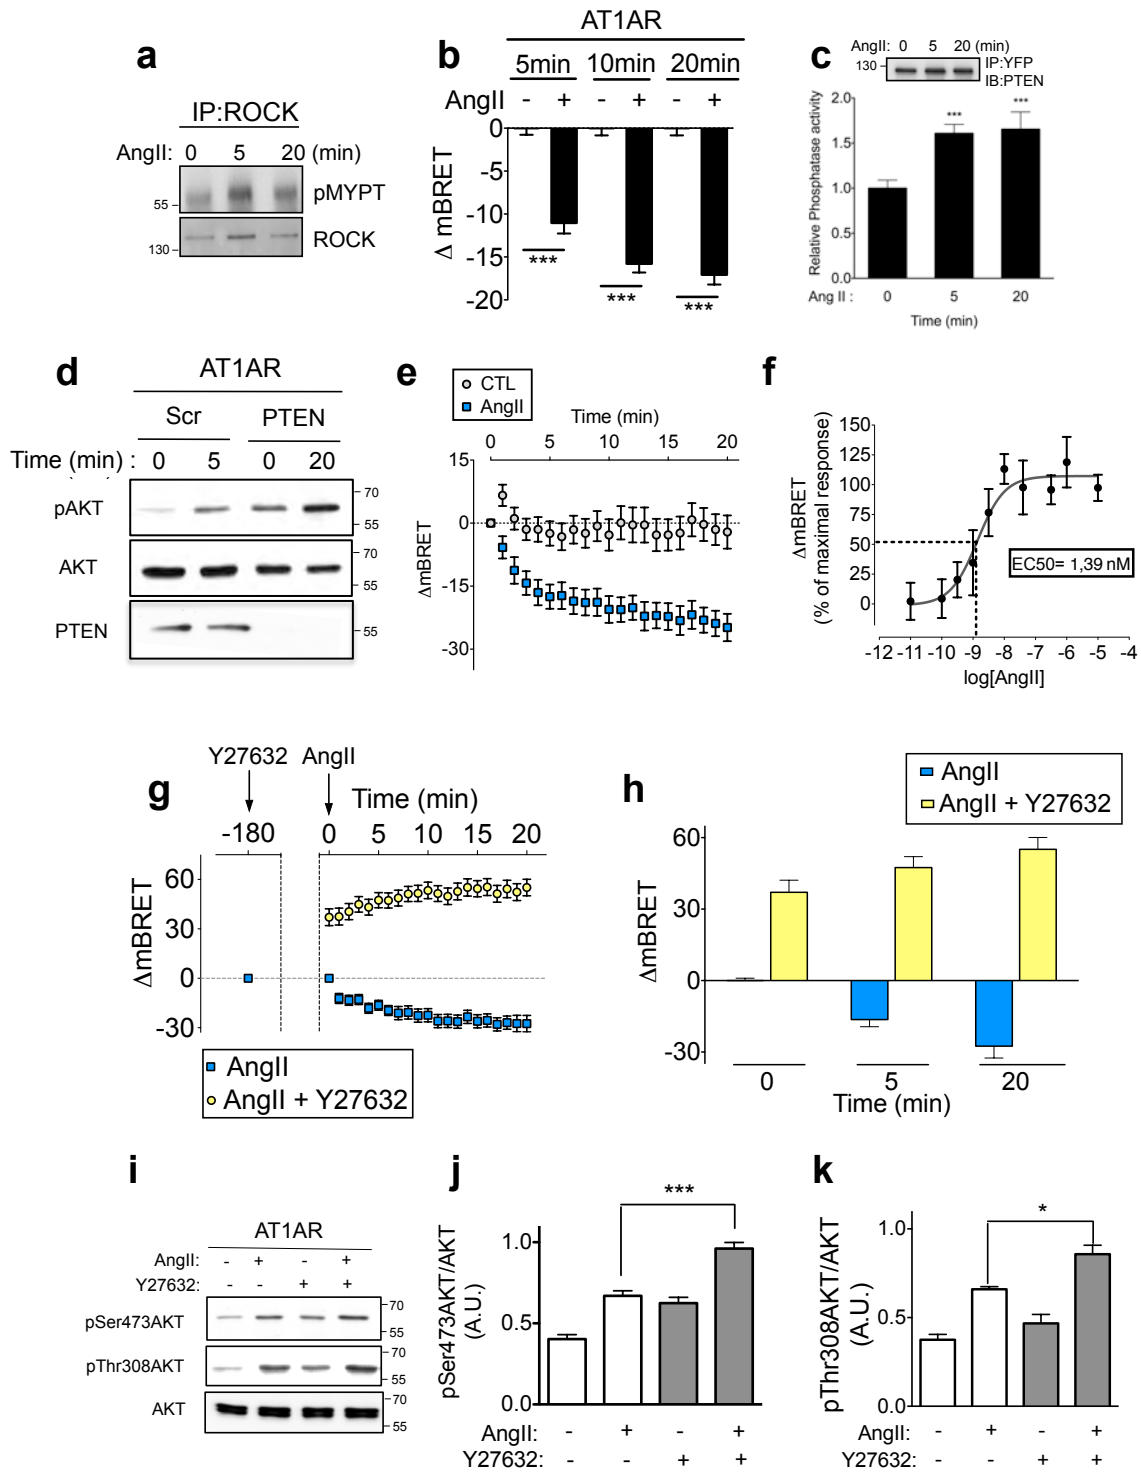 a
IP:ROCK
AngII: 0 5 20 (min)
pMYPT
55
ROCK
130
b
AT1AR
5min 10min 20min
AngII - + - + - +
0
-5
-10
-15
-20
Δ mBRET
*** *** ***
c
AngII: 0 5 20 (min)
130
IP:YFP
IB:PTEN
2.0
1.5
1.0
0.5
0.0
Relative Phosphatase activity
*** ***
Ang II : 0 5 20
Time (min)
d
AT1AR
Scr PTEN
Time (min) : 0 5 0 20
pAKT
70
55
AKT
70
55
PTEN
55
e
CTL
AngII
Time (min)
0 5 10 15 20
15
0
-15
-30
ΔmBRET
f
150
125
100
75
50
25
0
ΔmBRET
(% of maximal response)
EC50= 1,39 nM
-12 -11 -10 -9 -8 -7 -6 -5 -4
log[AngII]
g
Y27632 AngII
Time (min)
-180 0 5 10 15 20
60
30
0
-30
ΔmBRET
AngII
AngII + Y27632
h
AngII
AngII + Y27632
60
30
0
-30
ΔmBRET
0 5 20
Time (min)
i
AT1AR
AngII: - + - +
Y27632: - - + +
pSer473AKT
70
55
pThr308AKT
70
55
AKT
70
55
j
***
1.0
0.5
0.0
pSer473AKT/AKT
(A.U.)
AngII: - + - +
Y27632: - - + +
k
*
1.0
0.5
0.0
pThr308AKT/AKT
(A.U.)
AngII: - + - +
Y27632: - - + +